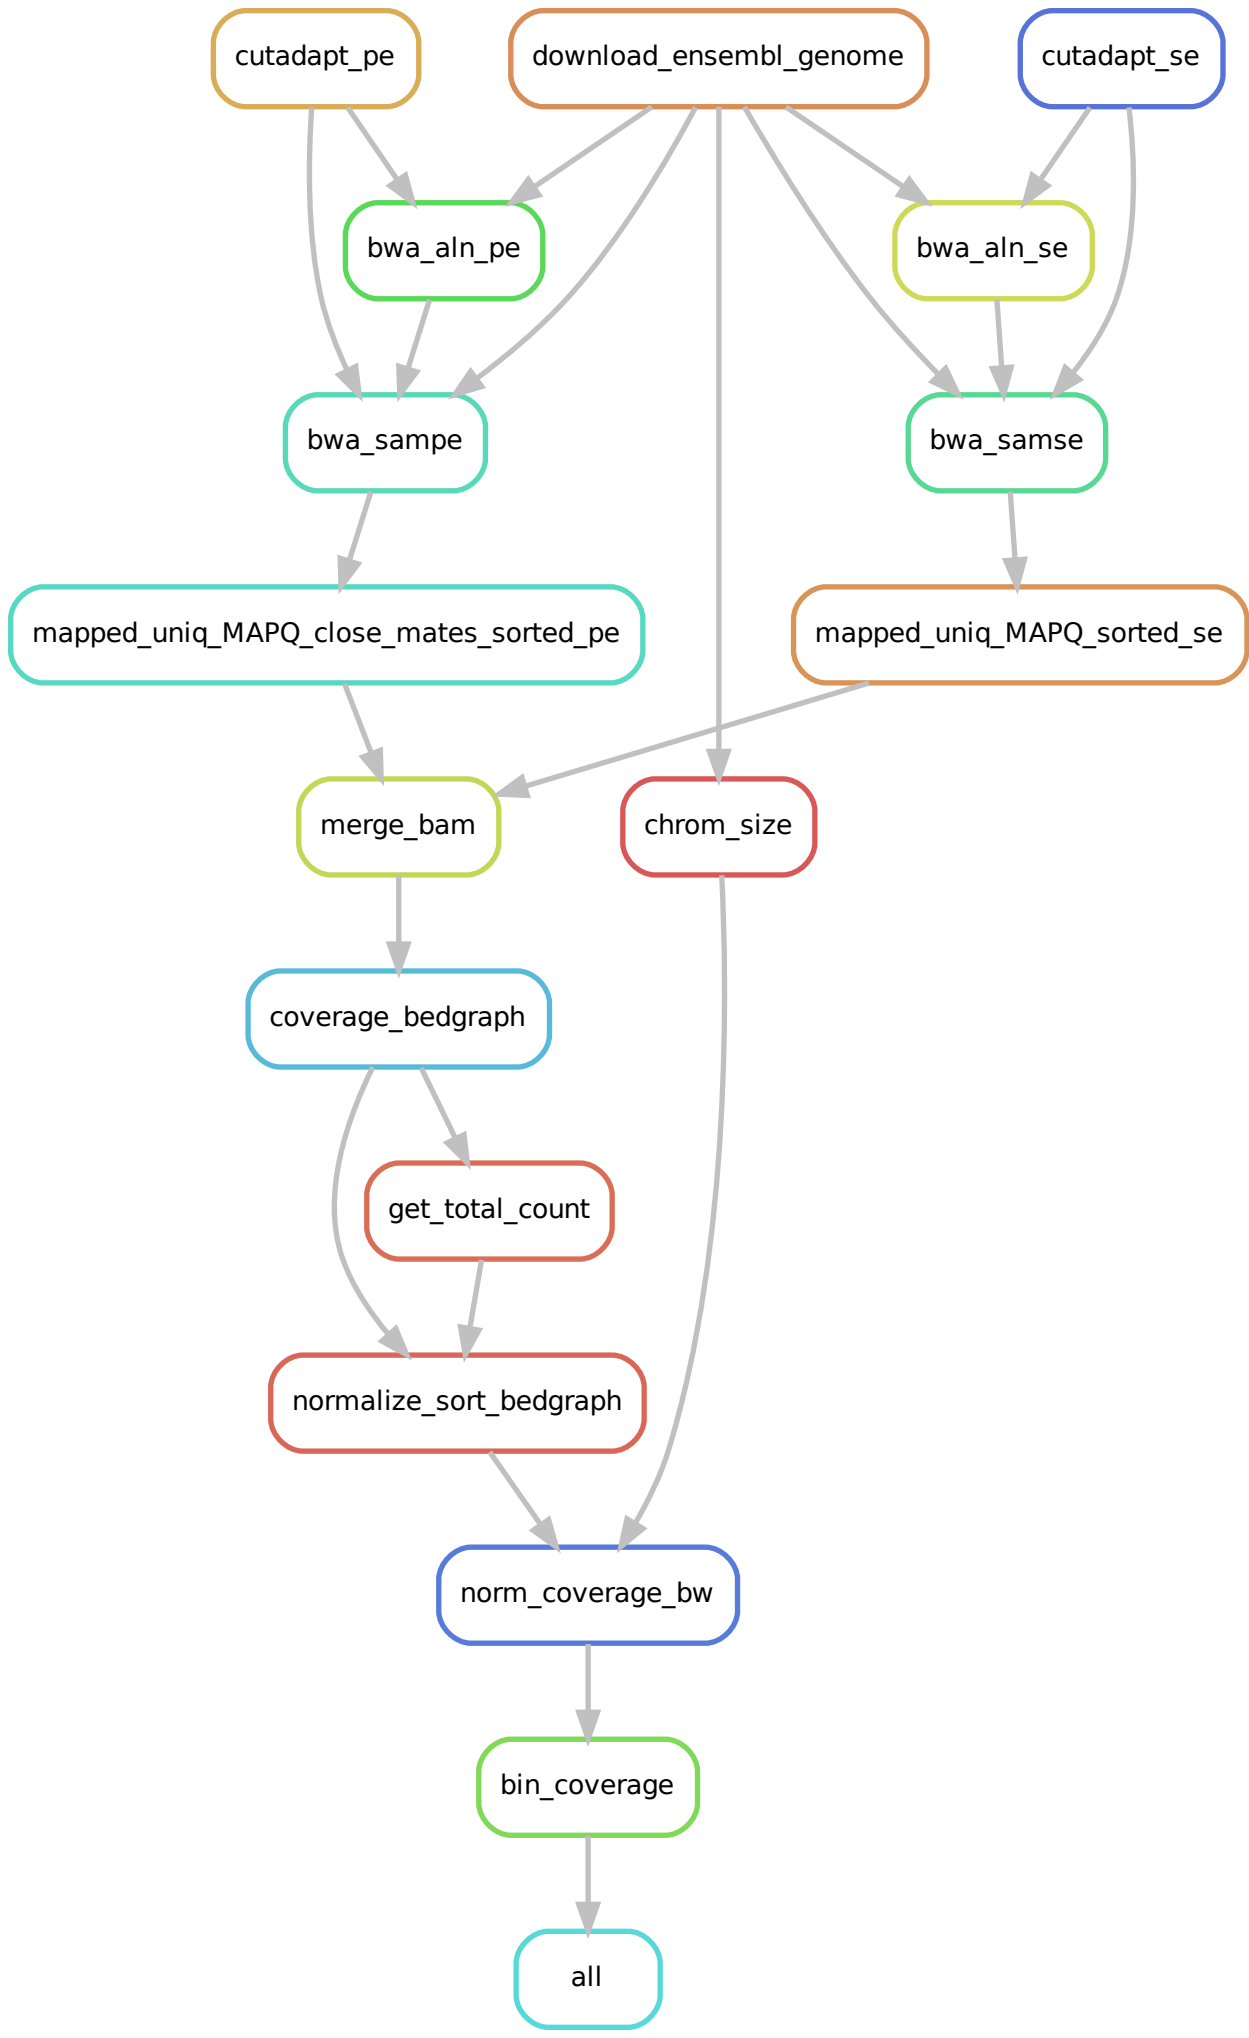 cutadapt_pe
download_ensembl_genome
cutadapt_se
bwa_aln_pe
bwa_aln_se
bwa_sampe
bwa_samse
mapped_uniq_MAPQ_close_mates_sorted_pe
mapped_uniq_MAPQ_sorted_se
merge_bam
chrom_size
coverage_bedgraph
get_total_count
normalize_sort_bedgraph
norm_coverage_bw
bin_coverage
all